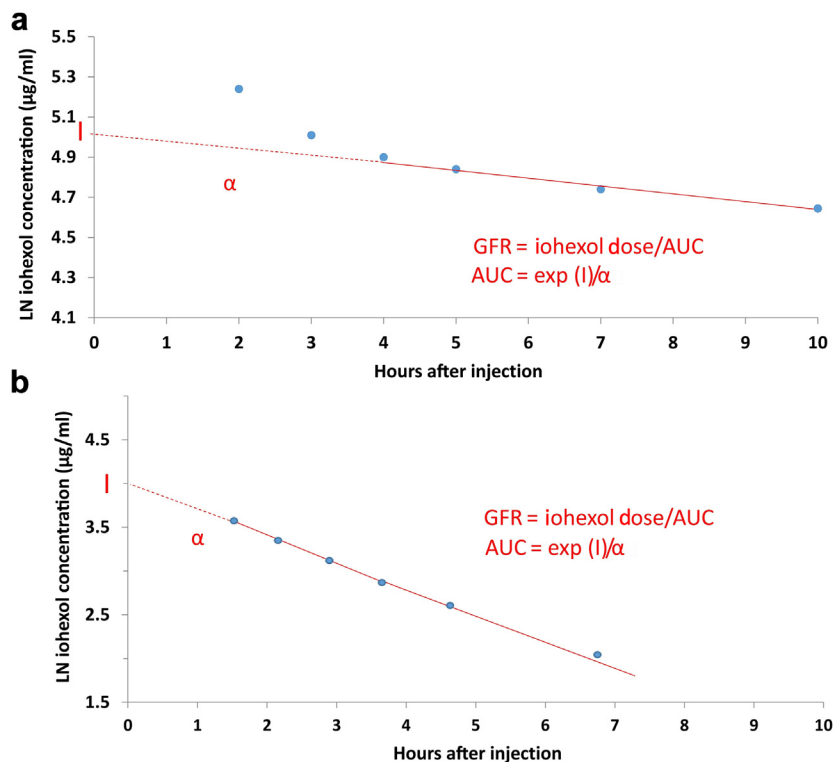 a
LN iohexol concentration (µg/ml)
5.5
5.3
5.1
4.9
4.7
4.5
4.3
4.1
I
α
GFR = iohexol dose/AUC
AUC = exp (I)/α
0 1 2 3 4 5 6 7 8 9 10
Hours after injection
b
LN iohexol concentration (µg/ml)
4.5
3.5
2.5
1.5
I
α
GFR = iohexol dose/AUC
AUC = exp (I)/α
0 1 2 3 4 5 6 7 8 9 10
Hours after injection